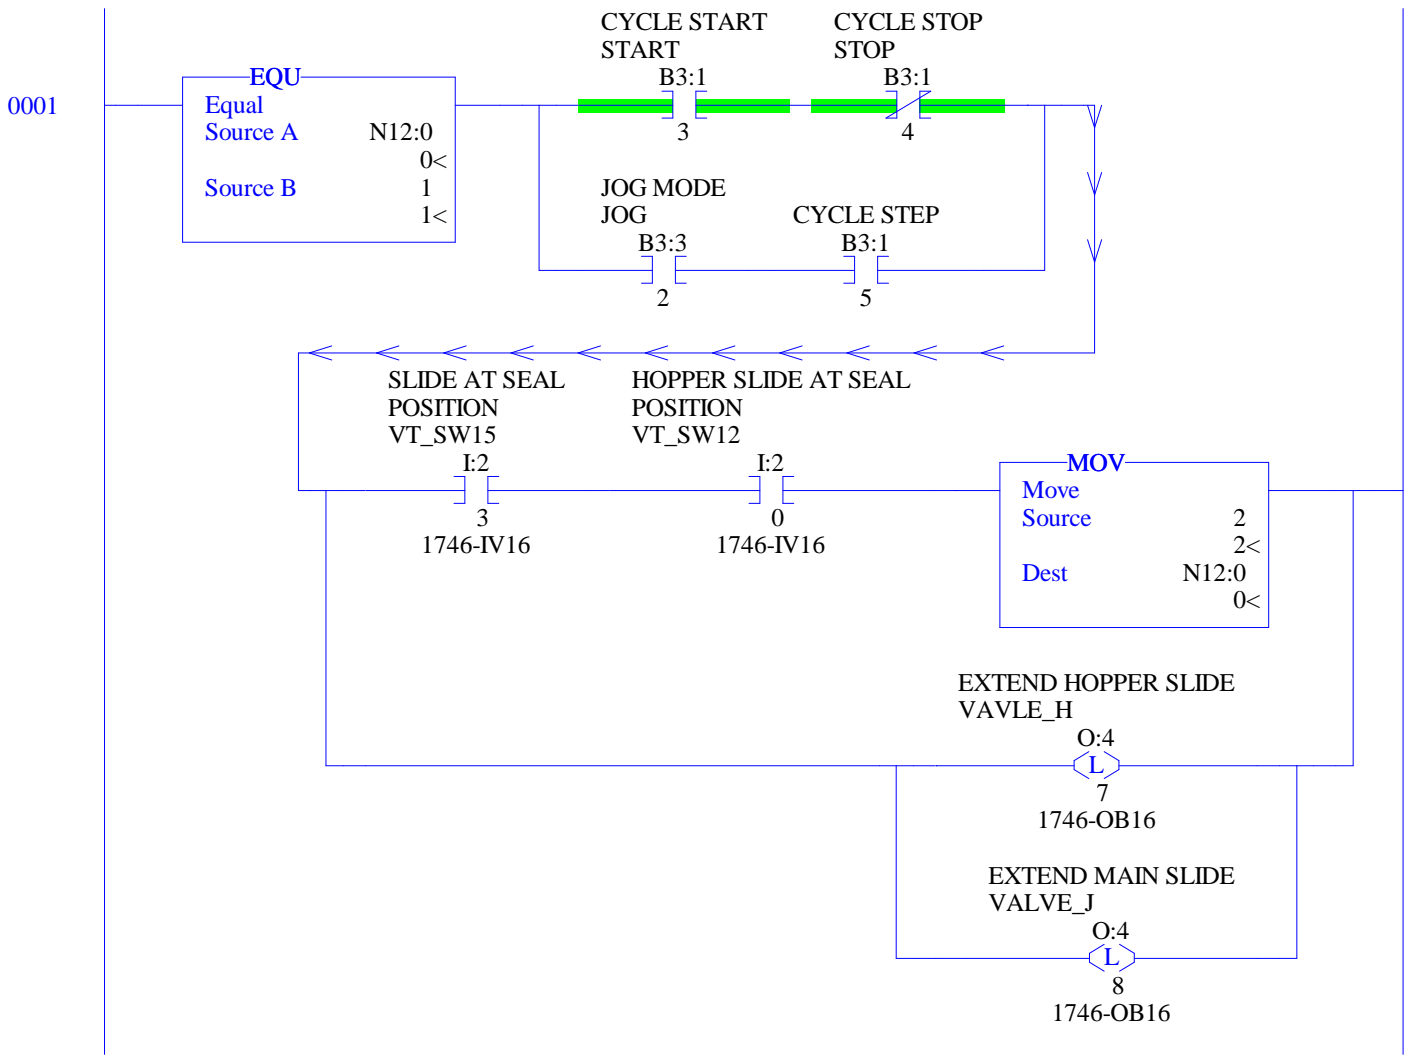 CYCLE START
START
B3:1
3
CYCLE STOP
STOP
B3:1
4
0001
EQU
Equal
Source A N12:0
0<
Source B 1
1<
JOG MODE
JOG
B3:3
2
CYCLE STEP
B3:1
5
SLIDE AT SEAL
POSITION
VT_SW15
I:2
3
1746-IV16
HOPPER SLIDE AT SEAL
POSITION
VT_SW12
I:2
0
1746-IV16
MOV
Move
Source 2
2<
Dest N12:0
0<
EXTEND HOPPER SLIDE
VAVLE_H
O:4
L
7
1746-OB16
EXTEND MAIN SLIDE
VALVE_J
O:4
L
8
1746-OB16